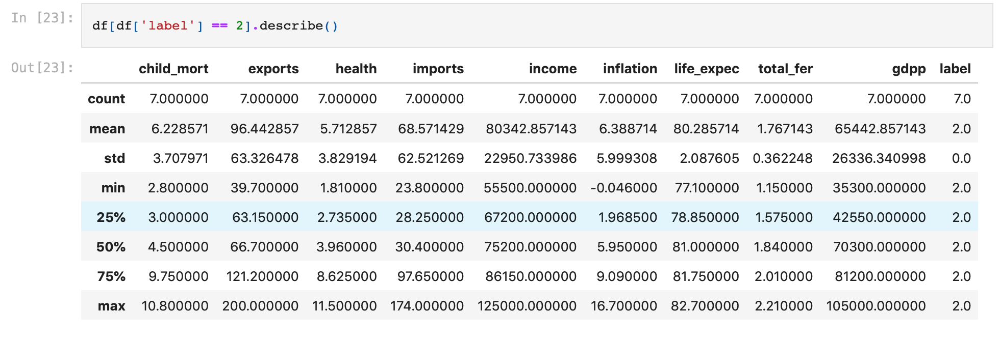 In [23]: df[df['label'] == 2].describe()
Out[23]:
child_mort exports health imports income inflation life_expec total_fer gdpp label
count 7.000000 7.000000 7.000000 7.000000 7.000000 7.000000 7.000000 7.000000 7.000000 7.0
mean 6.228571 96.442857 5.712857 68.571429 80342.857143 6.388714 80.285714 1.767143 65442.857143 2.0
std 3.707971 63.326478 3.829194 62.521269 22950.733986 5.999308 2.087605 0.362248 26336.340998 0.0
min 2.800000 39.700000 1.810000 23.800000 55500.000000 -0.046000 77.100000 1.150000 35300.000000 2.0
25% 3.000000 63.150000 2.735000 28.250000 67200.000000 1.968500 78.850000 1.575000 42550.000000 2.0
50% 4.500000 66.700000 3.960000 30.400000 75200.000000 5.950000 81.000000 1.840000 70300.000000 2.0
75% 9.750000 121.200000 8.625000 97.650000 86150.000000 9.090000 81.750000 2.010000 81200.000000 2.0
max 10.800000 200.000000 11.500000 174.000000 125000.000000 16.700000 82.700000 2.210000 105000.000000 2.0